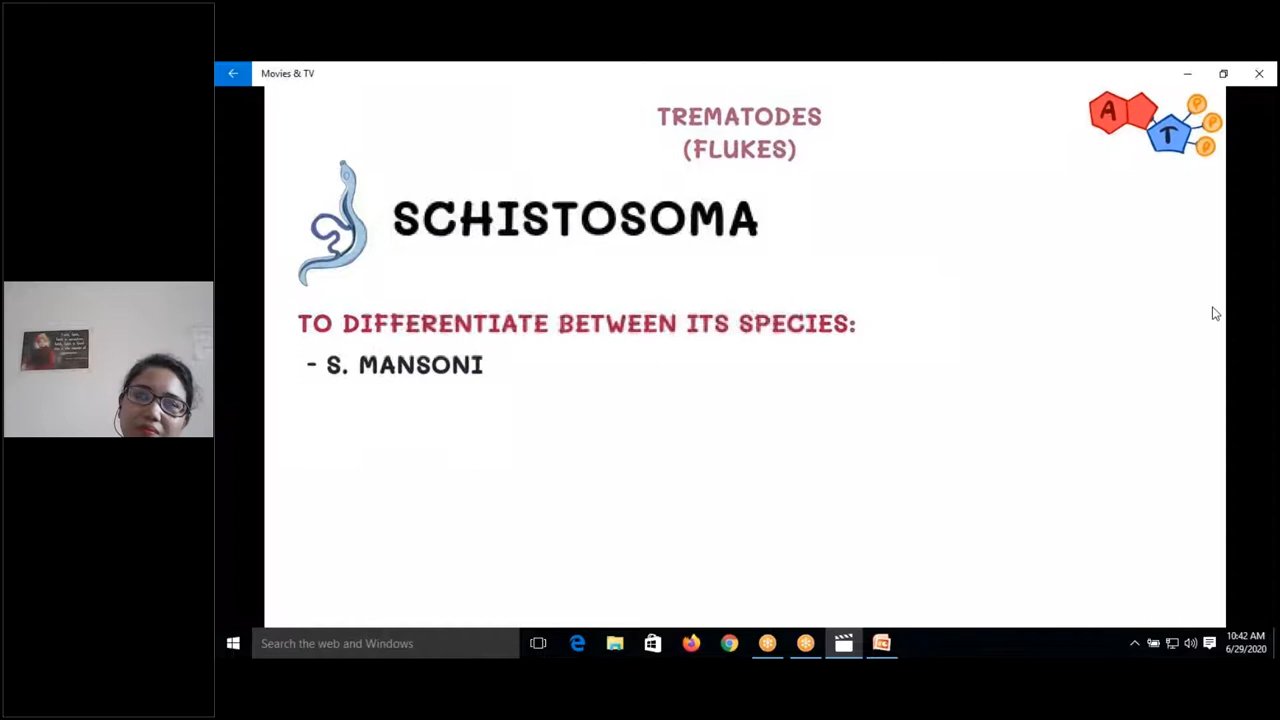 Movies & TV
TREMATODES
(FLUKES)
A
T
P
P
P
SCHISTOSOMA
TO DIFFERENTIATE BETWEEN ITS SPECIES:
- S. MANSONI
Search the web and Windows
10:42 AM
6/29/2020